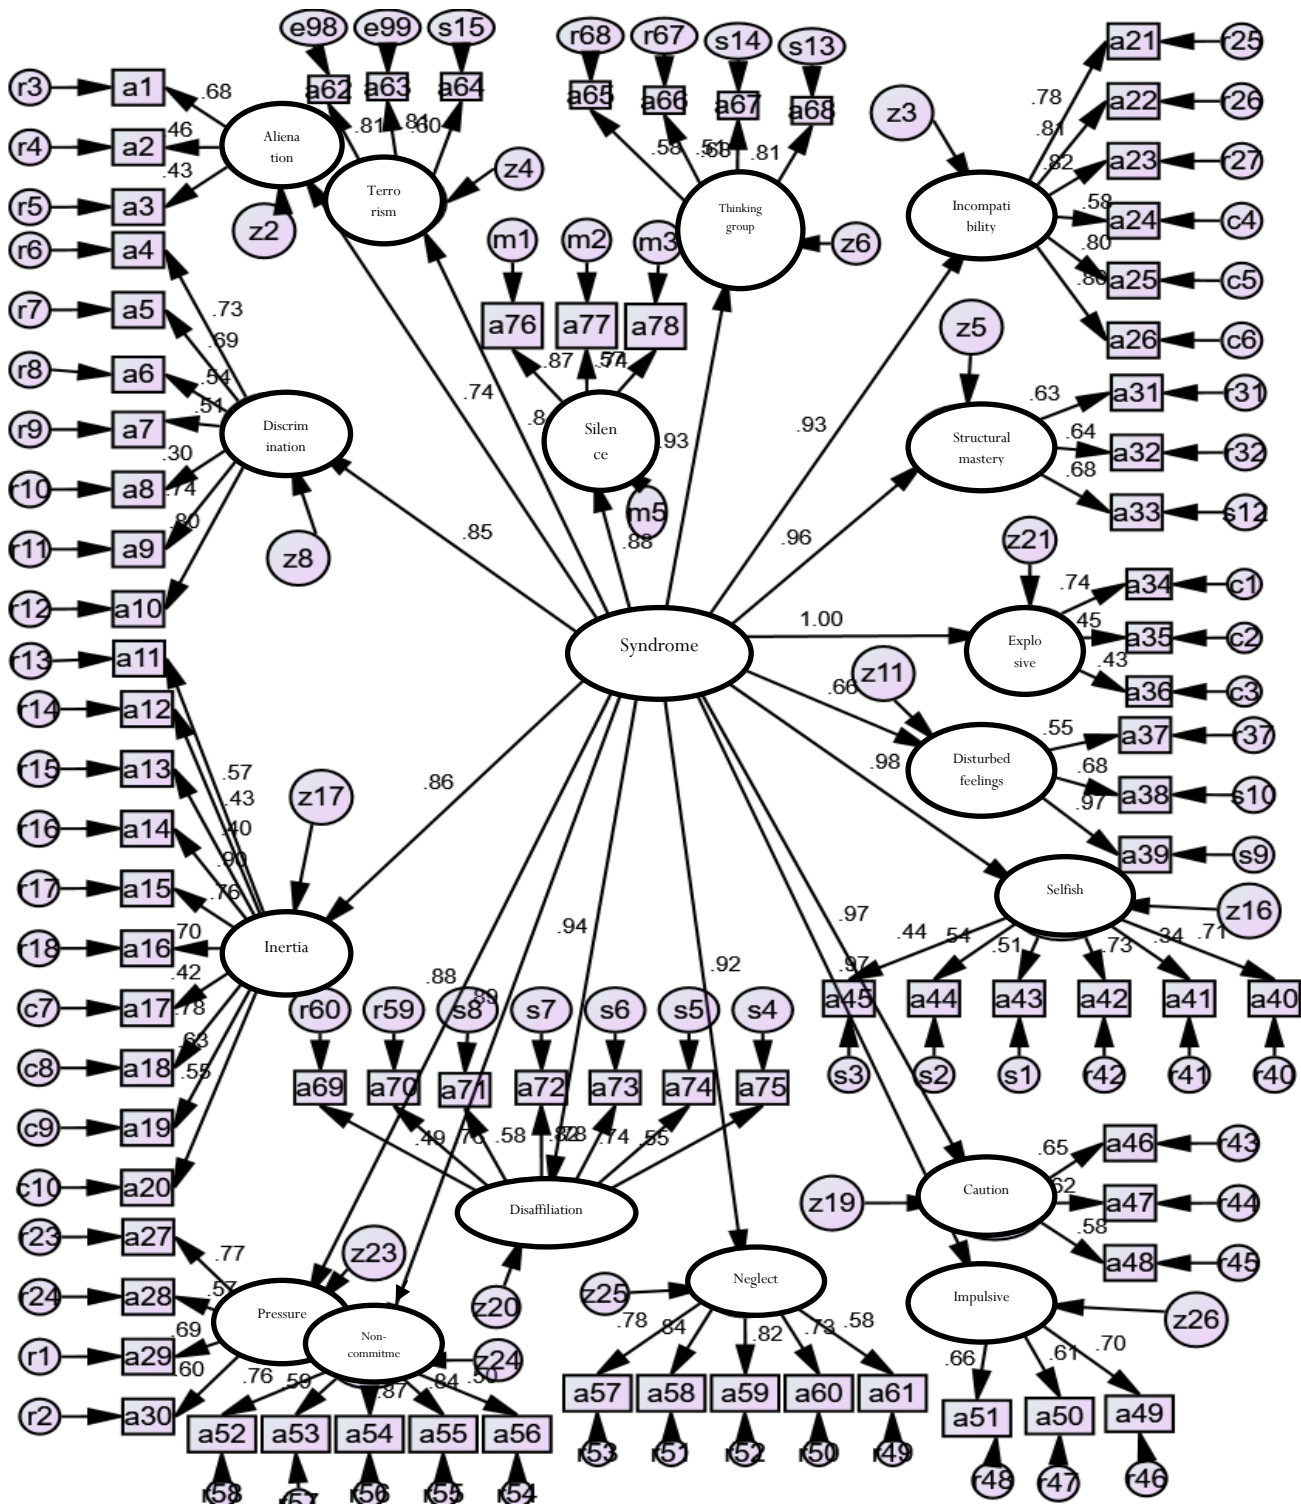 e98
e99
s15
r68
r67
s14
s13
a21
r25
r3
a1
.68
a62
a63
a64
a65
a66
a67
a68
.78
a22
r26
z3
r4
a2
.46
Aliena
tion
.81
.60
.58
.81
.81
a23
r27
.82
r5
a3
.43
Terro
rism
z4
Thinking
group
Incompati
bility
.58
a24
c4
r6
a4
z2
m1
m2
m3
z6
.80
a25
c5
r7
a5
.73
a76
a77
a78
z5
a26
c6
.69
.87
.74
r8
a6
.54
.74
.63
a31
r31
r9
a7
.51
Discrim
ination
Silen
ce
.93
.93
Structural
mastery
.64
a32
r32
.30
.68
r10
a8
.74
m5
a33
s12
r11
a9
.80
z8
.85
.88
.96
z21
r12
a10
.74
a34
c1
Syndrome
1.00
Explo
sive
.45
a35
c2
r13
a11
z11
.66
.43
a36
c3
r14
a12
.55
a37
r37
r15
a13
.57
.86
.98
Disturbed
feelings
.68
a38
s10
z17
.43
.97
r16
a14
.40
a39
s9
.90
r17
a15
.76
Selfish
z16
r18
a16
.70
Inertia
.94
.97
.44
.54
.51
.73
.34
.71
.42
.88
.89
.92
.97
c7
a17
.78
r60
r59
s8
s7
s6
s5
s4
a45
a44
a43
a42
a41
a40
c8
a18
.63
.55
a69
a70
a71
a72
a73
a74
a75
s3
s2
s1
r42
r41
r40
c9
a19
.49
.58
.74
.55
.65
a46
r43
c10
a20
Disaffiliation
z19
Caution
.62
a47
r44
r23
a27
.77
z23
.58
a48
r45
r24
a28
.57
Pressure
z20
z25
Neglect
Impulsive
z26
r1
a29
.69
Non-
commitme
z24
.78
.84
.82
.73
.58
.66
.61
.70
.60
.76
.59
.87
.84
.50
r2
a30
a52
a53
a54
a55
a56
a57
a58
a59
a60
a61
a51
a50
a49
r58
r57
r56
r55
r54
r53
r51
r52
r50
r49
r48
r47
r46